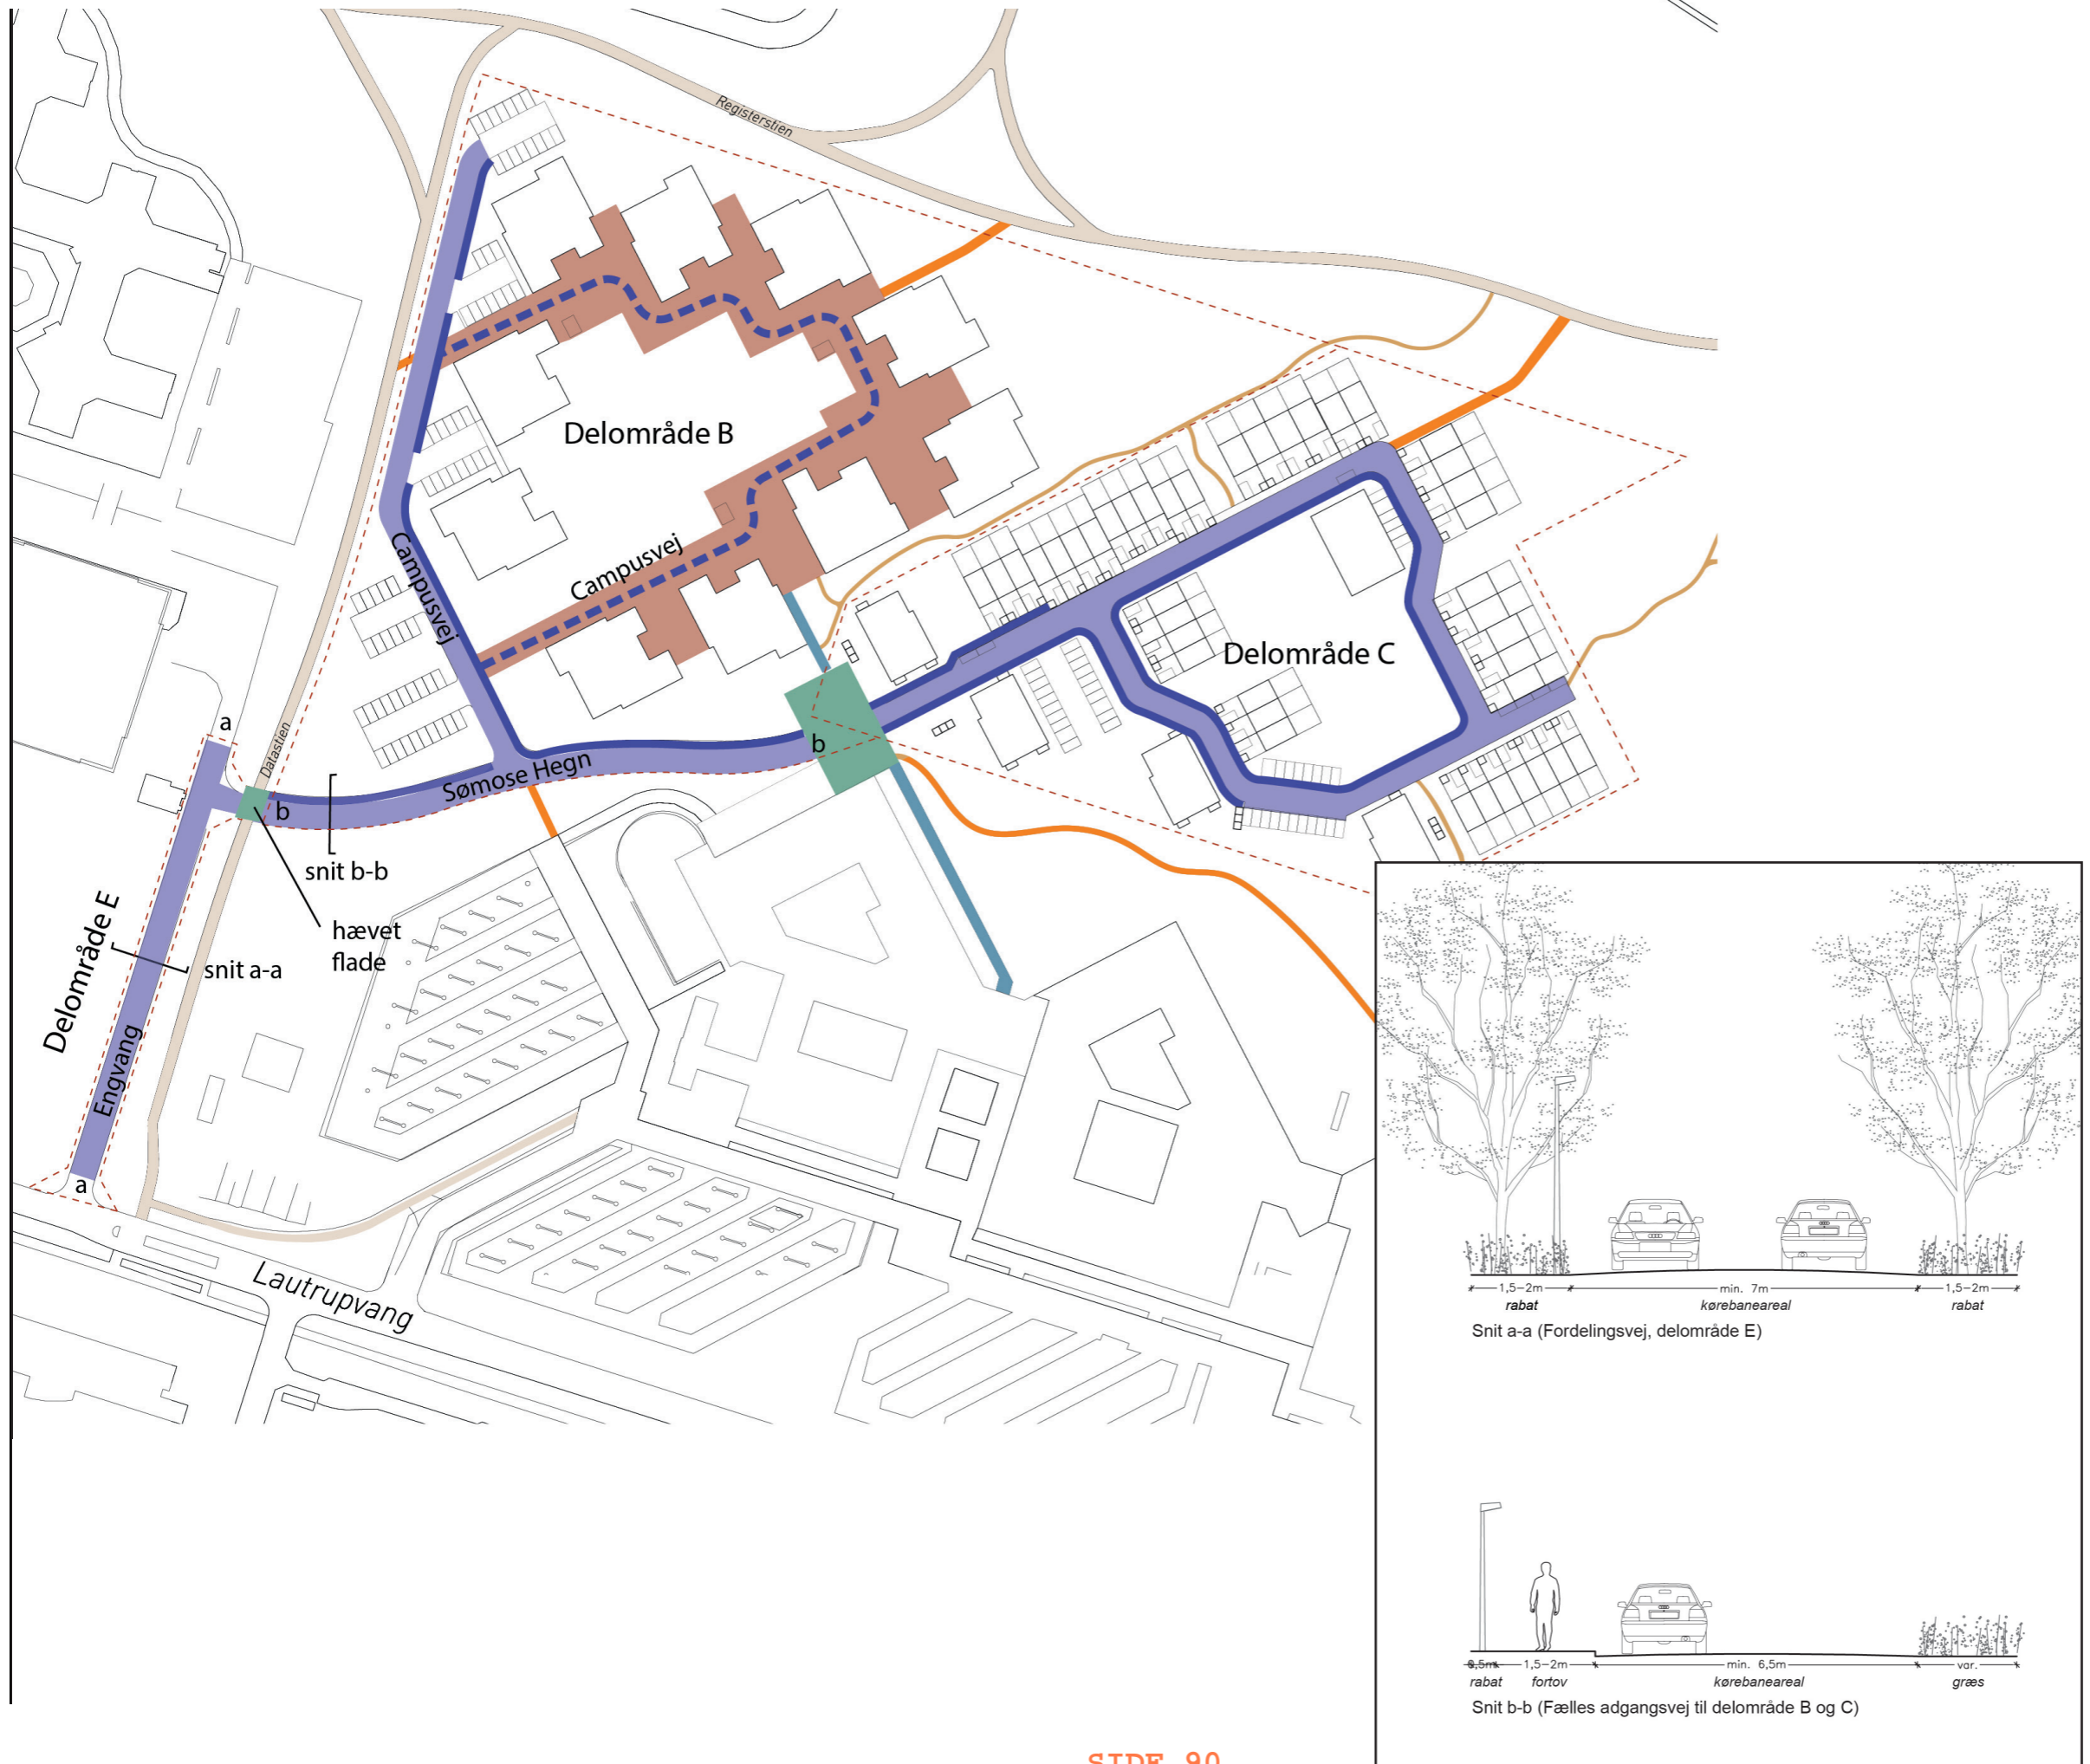 Registerstien
Delområde B
Campusvej
Campusvej
Delområde C
a
Datastien
b
b
Sømose Hegn
snit b-b
hævet
flade
Delområde E
snit a-a
Engvang
a
Lautrupvang
1,5-2m
min. 7m
1,5-2m
rabat
kørebaneareal
rabat
Snit a-a (Fordelingsvej, delområde E)
0,5m
1,5-2m
min. 6,5m
var.
rabat
fortov
kørebaneareal
græs
Snit b-b (Fælles adgangsvej til delområde B og C)
SIDE 90